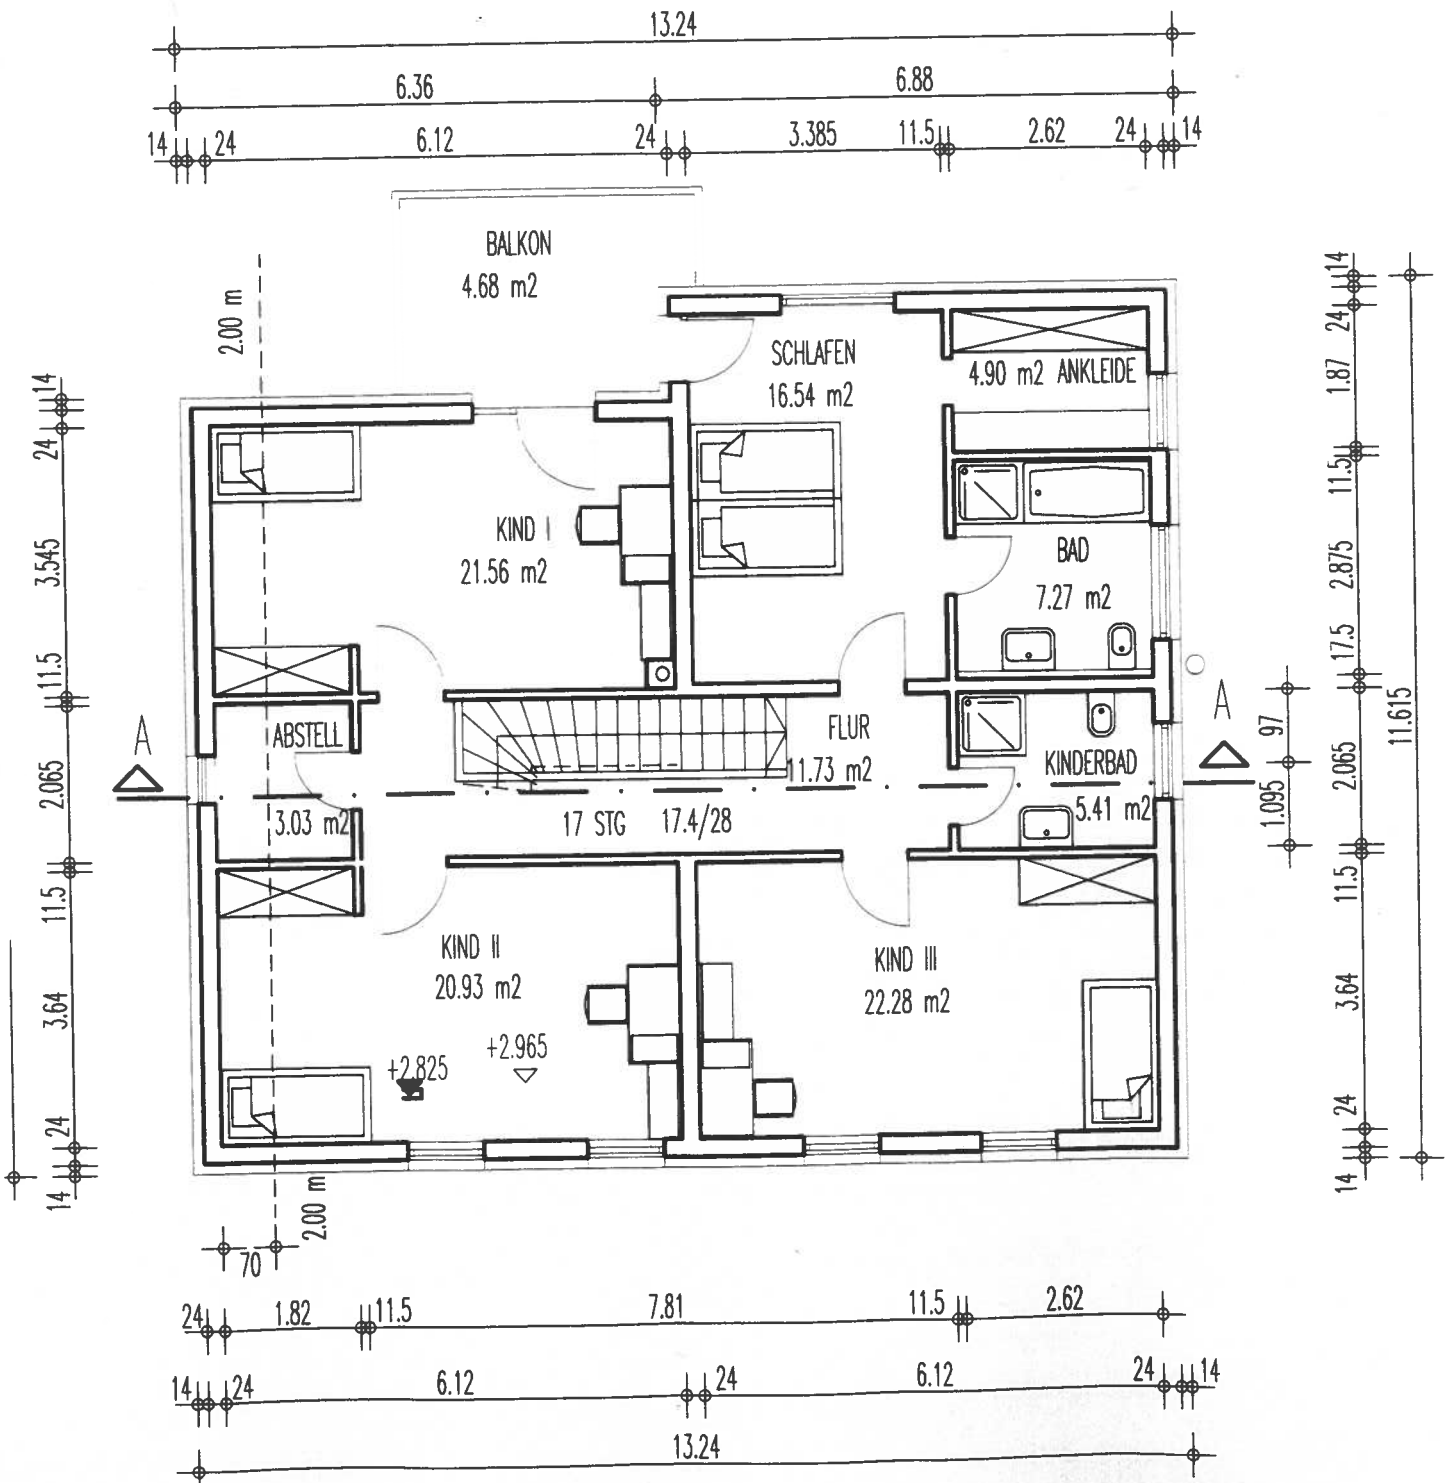 13.24
6.36 6.88
14 24 6.12 24 3.385 11.5 2.62 24 14
BALKON
4.68 m2
2.00 m
SCHLAFEN
16.54 m2
4.90 m2 ANKLEIDE
KIND I
21.56 m2
BAD
7.27 m2
ABSTELL
3.03 m2
FLUR
11.73 m2
KINDERBAD
5.41 m2
17 STG 17.4/28
A
A
KIND II
20.93 m2
KIND III
22.28 m2
+2.825
+2.965
2.00 m
70
14
24
3.545
11.5
2.065
11.5
3.64
24
14
14
24
1.87
11.5
2.875
17.5
2.065
11.5
3.64
24
14
97
1.095
11.615
24 1.82 11.5 7.81 11.5 2.62
14 24 6.12 24 6.12 24 14
13.24